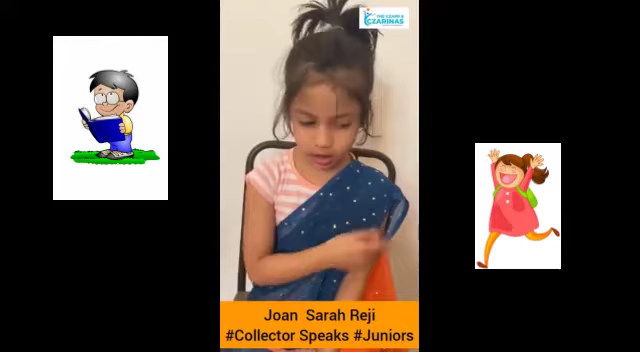 THE CZARS &
CZARINAS
Joan Sarah Reji
#Collector Speaks #Juniors